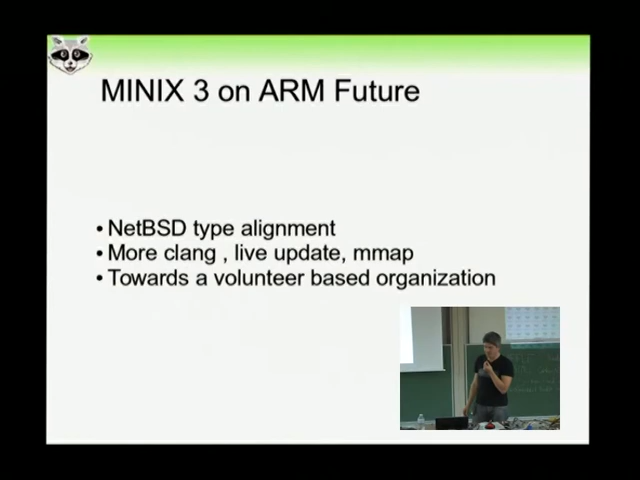 MINIX 3 on ARM Future
• NetBSD type alignment
• More clang , live update, mmap
• Towards a volunteer based organization